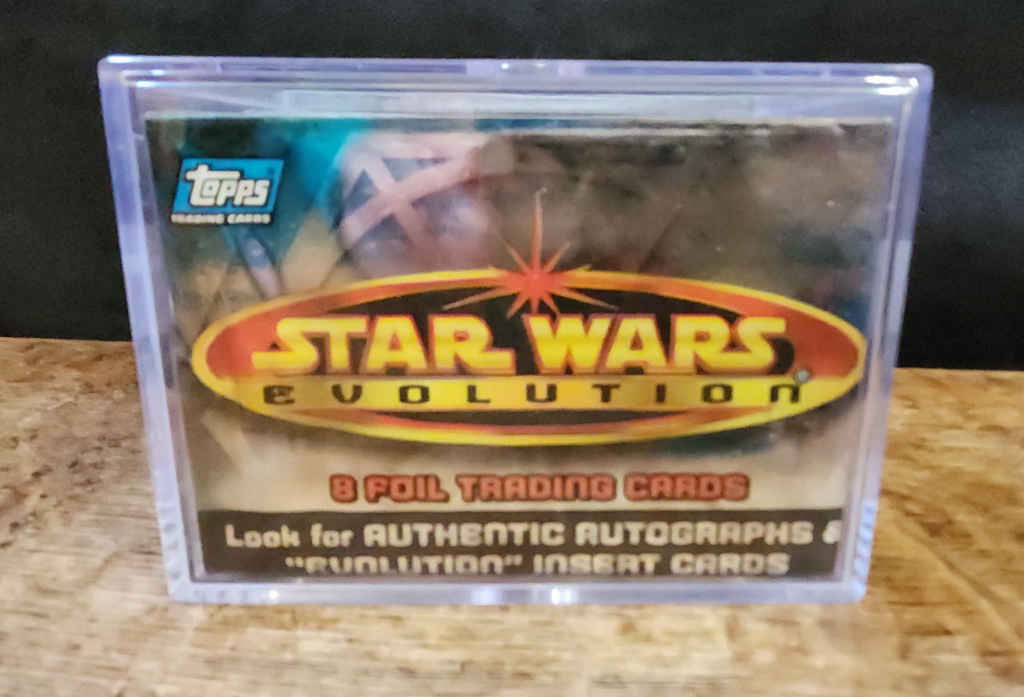 TOPPS
TRADING CARDS
STAR WARS
EVOLUTION
8 FOIL TRADING CARDS
Look for AUTHENTIC AUTOGRAPHS &
"EVOLUTION" INSERT CARDS